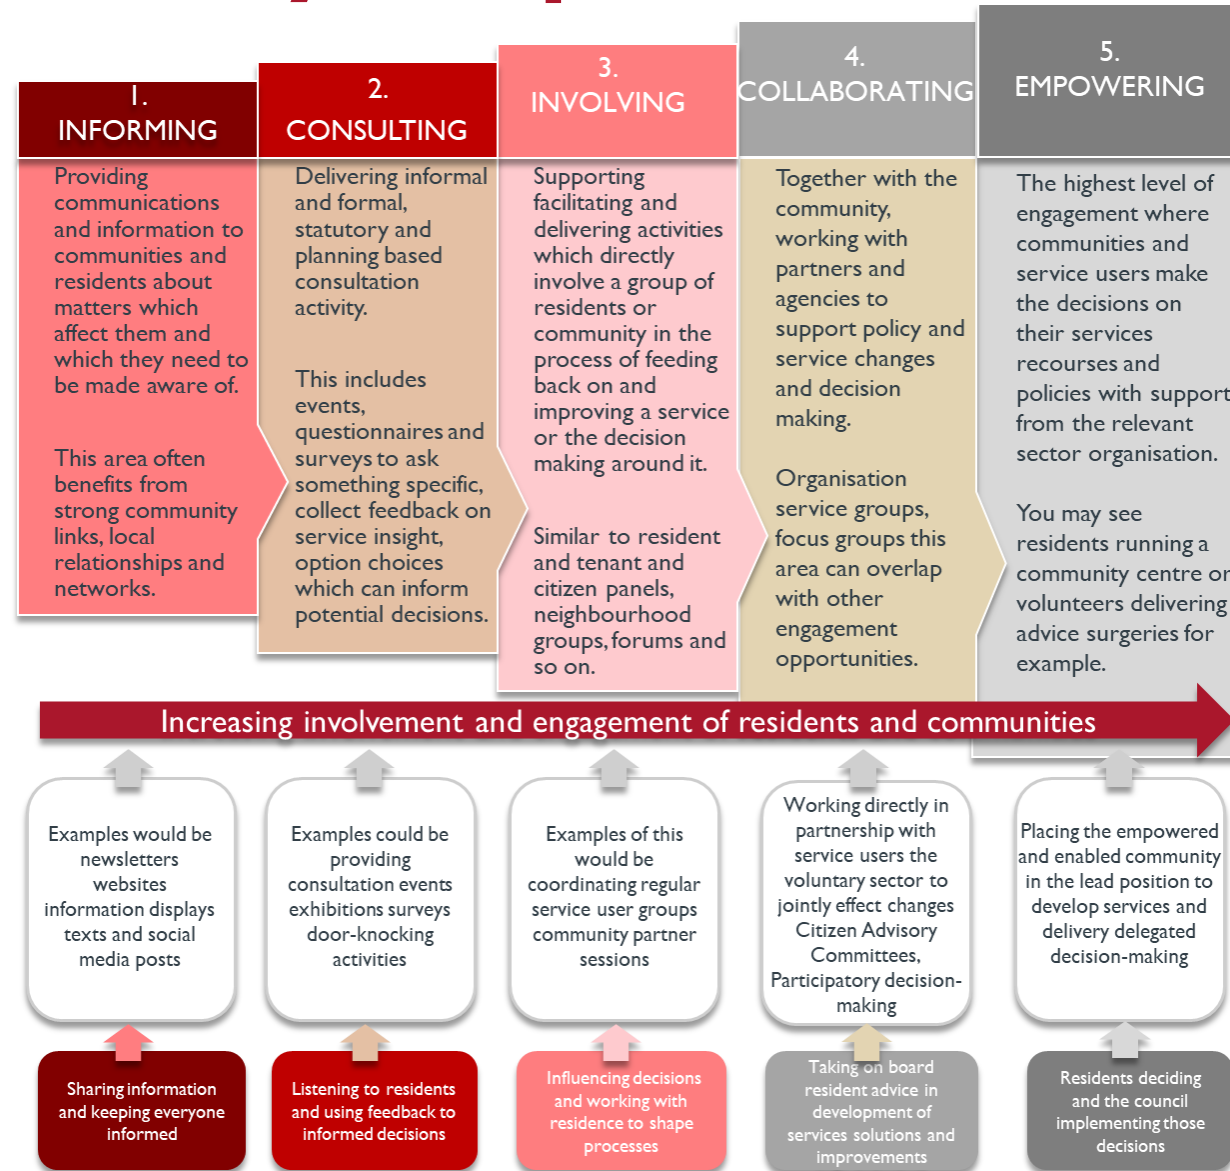 1.
INFORMING
2.
CONSULTING
3.
INVOLVING
4.
COLLABORATING
5.
EMPOWERING
Providing
communications
and information to
communities and
residents about
matters which
affect them and
which they need to
be made aware of.
This area often
benefits from
strong community
links, local
relationships and
networks.
Delivering informal
and formal,
statutory and
planning based
consultation
activity.
This includes
events,
questionnaires and
surveys to ask
something specific,
collect feedback on
service insight,
option choices
which can inform
potential decisions.
Supporting
facilitating and
delivering activities
which directly
involve a group of
residents or
community in the
process of feeding
back on and
improving a service
or the decision
making around it.
Similar to resident
and tenant and
citizen panels,
neighbourhood
groups, forums and
so on.
Together with the
community,
working with
partners and
agencies to
support policy and
service changes
and decision
making.
Organisation
service groups,
focus groups this
area can overlap
with other
engagement
opportunities.
The highest level of
engagement where
communities and
service users make
the decisions on
their services
recourses and
policies with support
from the relevant
sector organisation.
You may see
residents running a
community centre or
volunteers delivering
advice surgeries for
example.
Increasing involvement and engagement of residents and communities
Examples would be
newsletters
websites
information displays
texts and social
media posts
Examples could be
providing
consultation events
exhibitions surveys
door-knocking
activities
Examples of this
would be
coordinating regular
service user groups
community partner
sessions
Working directly in
partnership with
service users the
voluntary sector to
jointly effect changes
Citizen Advisory
Committees,
Participatory decision-
making
Placing the empowered
and enabled community
in the lead position to
develop services and
delivery delegated
decision-making
Sharing information
and keeping everyone
informed
Listening to residents
and using feedback to
informed decisions
Influencing decisions
and working with
residence to shape
processes
Taking on board
resident advice in
development of
services solutions and
improvements
Residents deciding
and the council
implementing those
decisions